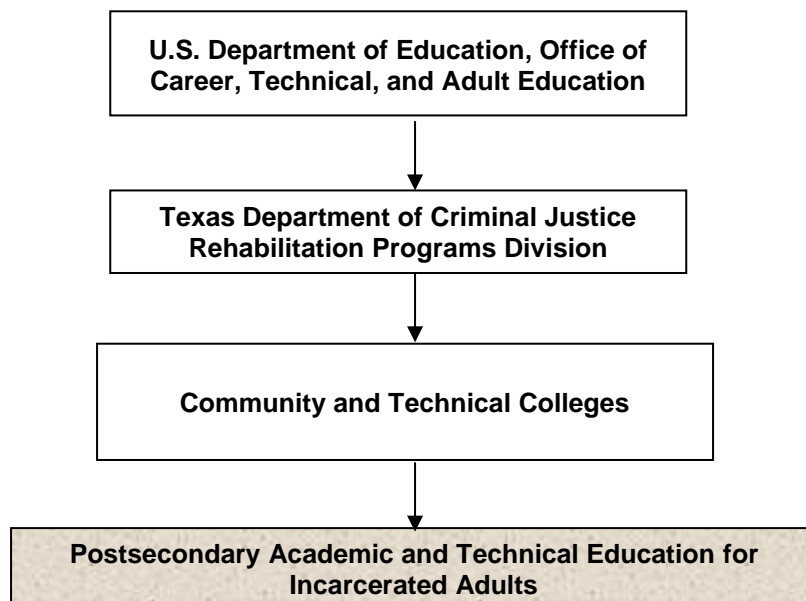 U.S. Department of Education, Office of
Career, Technical, and Adult Education
Texas Department of Criminal Justice
Rehabilitation Programs Division
Community and Technical Colleges
Postsecondary Academic and Technical Education for
Incarcerated Adults